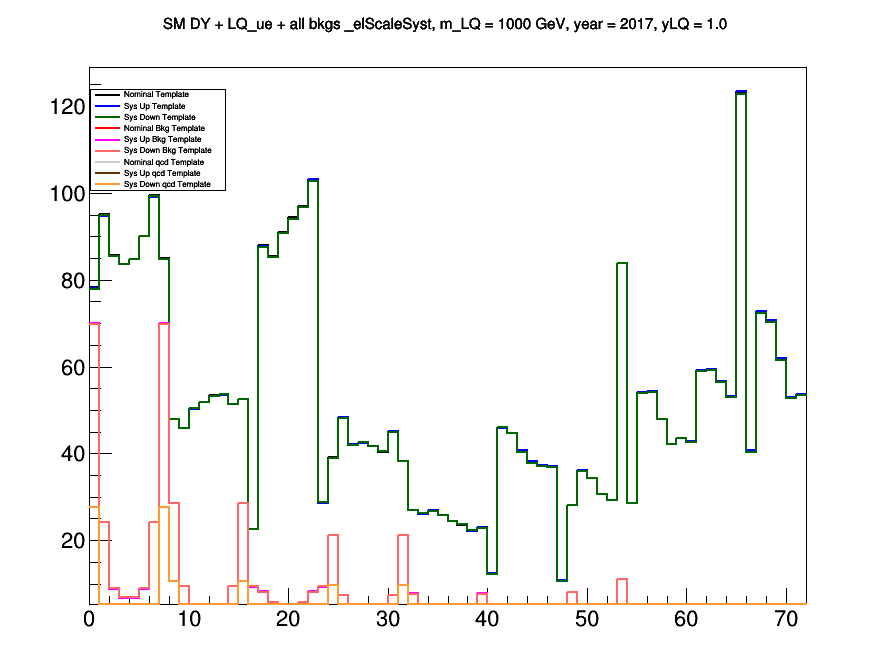 SM DY + LQ_ue + all bkgs _elScaleSyst, m_LQ = 1000 GeV, year = 2017, yLQ = 1.0
Nominal Template
Sys Up Template
Sys Down Template
Nominal Bkg Template
Sys Up Bkg Template
Sys Down Bkg Template
Nominal qcd Template
Sys Up qcd Template
Sys Down qcd Template
120
100
80
60
40
20
0 10 20 30 40 50 60 70